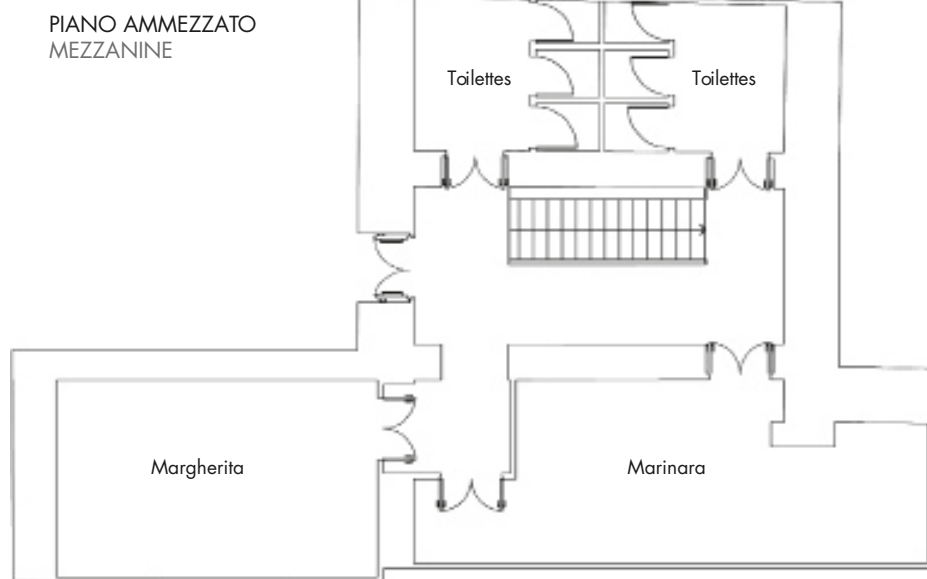 PIANO AMMEZZATO
MEZZANINE
Toilettes
Toilettes
Margherita
Marinara